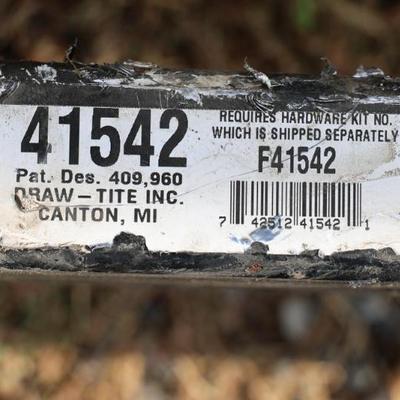 41542
Pat. Des. 409,960
DRAW-TITE INC.
CANTON, MI
REQUIRES HARDWARE KIT NO.
WHICH IS SHIPPED SEPARATELY
F41542
7 42512 41542 1